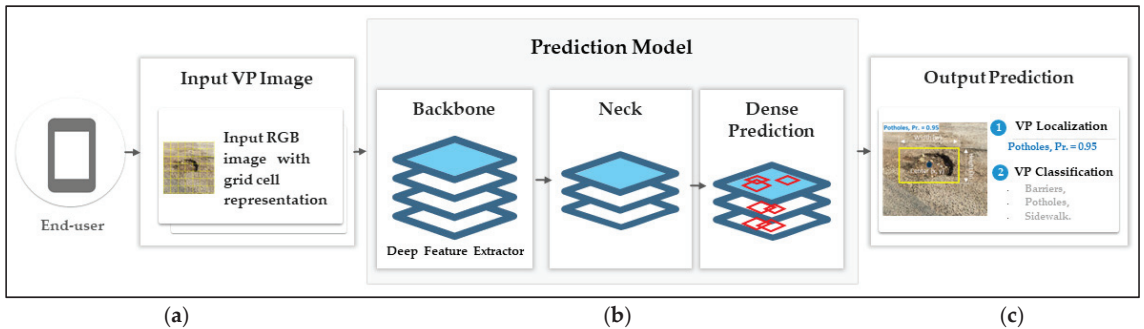 End-user
Input VP Image
Input RGB
image with
grid cell
representation
Prediction Model
Backbone
Deep Feature Extractor
Neck
Dense
Prediction
Output Prediction
Potholes, Pr. = 0.95
1 VP Localization
Potholes, Pr. = 0.95
2 VP Classification
- Barriers,
- Potholes,
- Sidewalk.
(a)
(b)
(c)